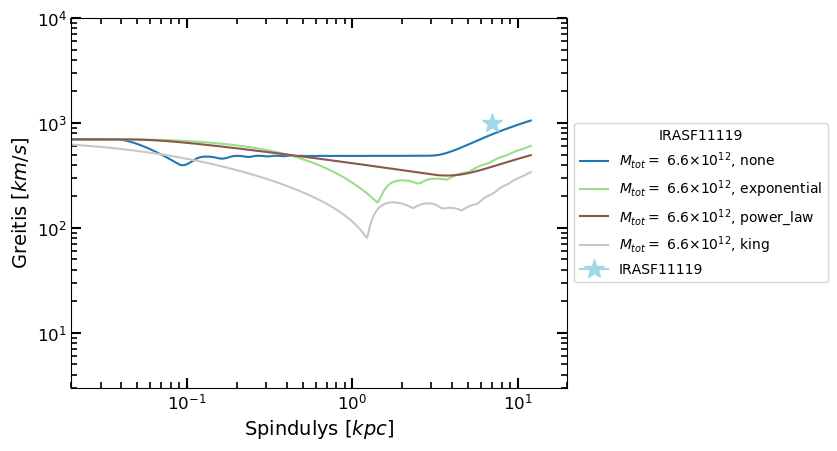 10⁴
10³
10²
10¹
Greitis [km/s]
10⁻¹
10⁰
10¹
Spindulys [kpc]
IRASF11119
M_tot = 6.6×10¹², none
M_tot = 6.6×10¹², exponential
M_tot = 6.6×10¹², power_law
M_tot = 6.6×10¹², king
IRASF11119